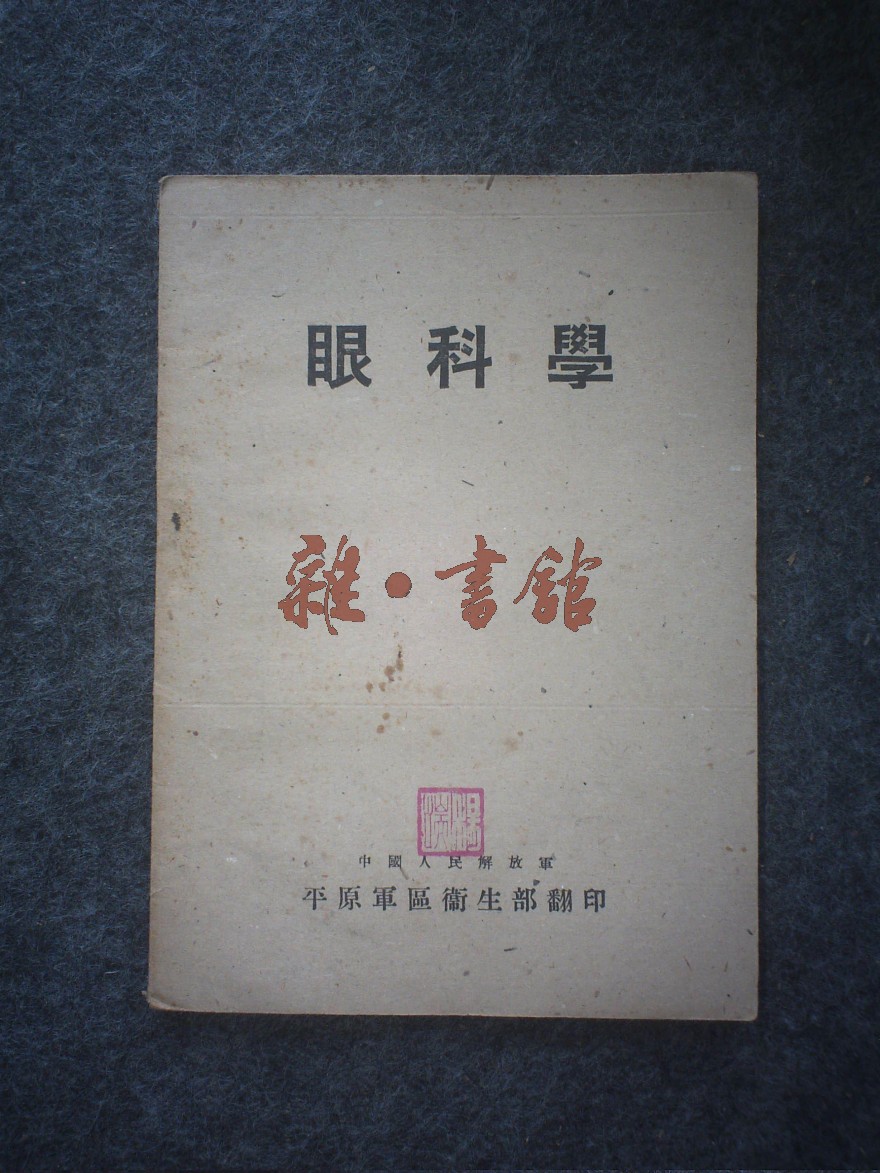 眼科學
雜·書館
中國人民解放軍
平原軍區衞生部翻印